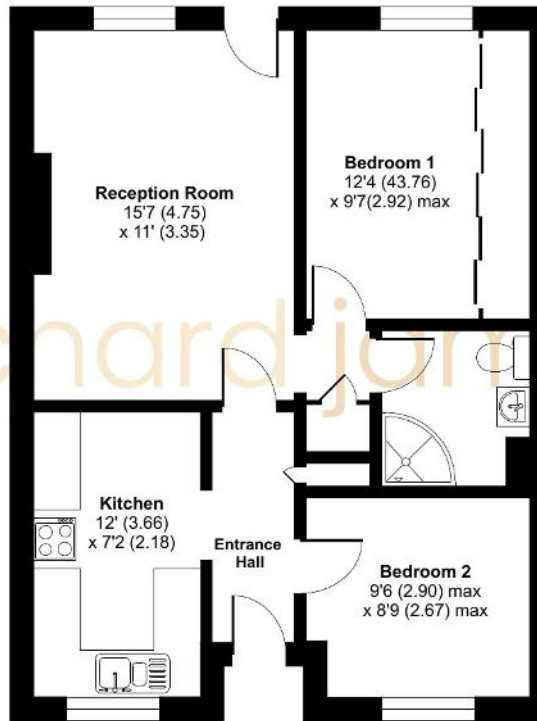 Reception Room
15'7 (4.75)
x 11' (3.35)
Bedroom 1
12'4 (43.76)
x 9'7(2.92) max
chard jam
Kitchen
12' (3.66)
x 7'2 (2.18)
Entrance
Hall
Bedroom 2
9'6 (2.90) max
x 8'9 (2.67) max